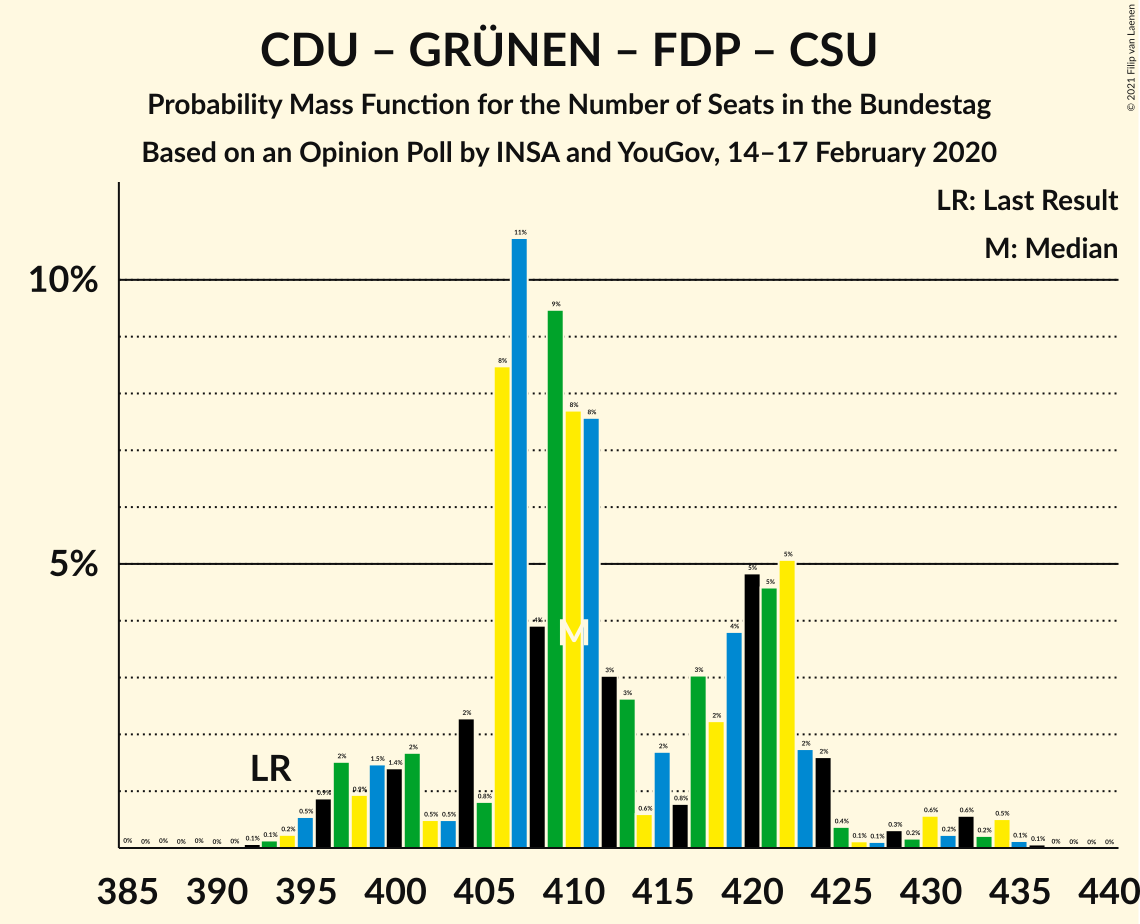 CDU – GRÜNEN – FDP – CSU
Probability Mass Function for the Number of Seats in the Bundestag
Based on an Opinion Poll by INSA and YouGov, 14–17 February 2020
© 2021 Filip van Laenen
LR: Last Result
M: Median
10%
5%
0% 0% 0% 0% 0% 0% 0% 0.1% 0.1% 0.2% 0.5% 0.9% 2% 0.9% 1.5% 1.4% 2% 0.5% 0.5% 2% 0.8% 8% 11% 4% 9% 8% 8% 3% 3% 0.6% 2% 0.8% 3% 2% 4% 5% 5% 5% 2% 2% 0.4% 0.1% 0.1% 0.3% 0.2% 0.6% 0.2% 0.6% 0.2% 0.5% 0.1% 0.1% 0% 0% 0% 0%
LR
M
385 390 395 400 405 410 415 420 425 430 435 440